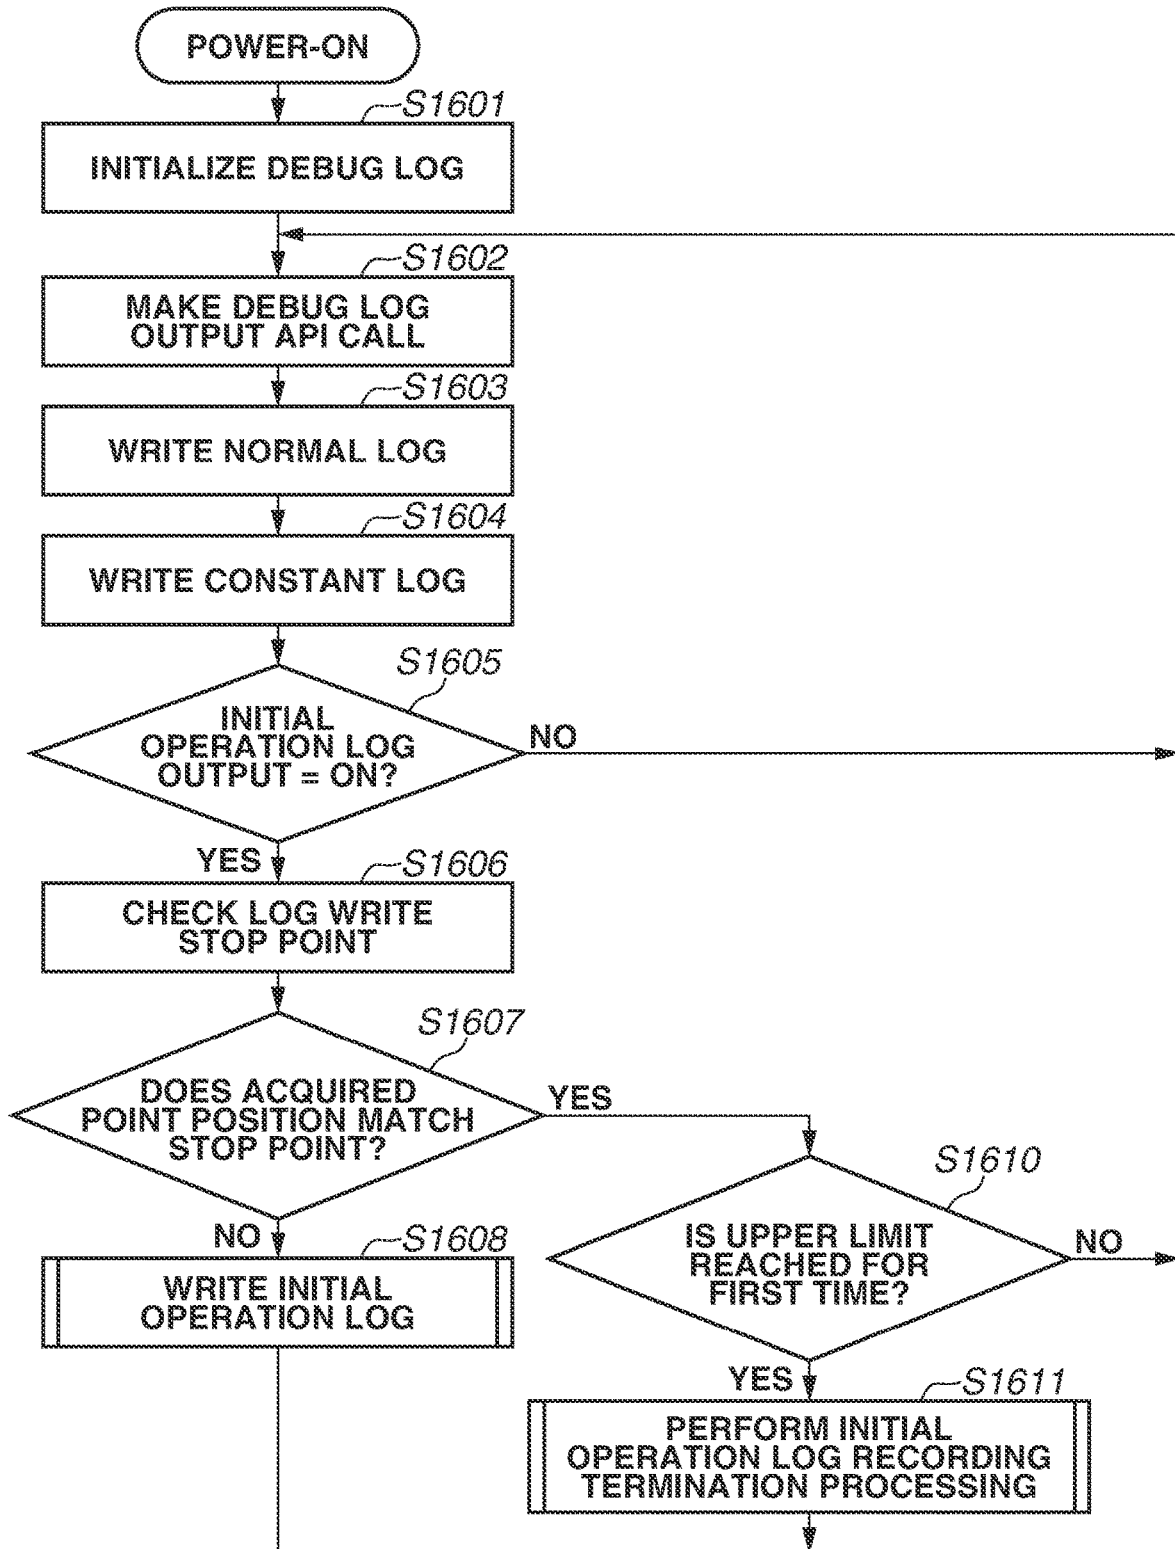 POWER-ON
S1601
INITIALIZE DEBUG LOG
S1602
MAKE DEBUG LOG
OUTPUT API CALL
S1603
WRITE NORMAL LOG
S1604
WRITE CONSTANT LOG
S1605
INITIAL
OPERATION LOG
OUTPUT = ON?
NO
YES
S1606
CHECK LOG WRITE
STOP POINT
S1607
DOES ACQUIRED
POINT POSITION MATCH
STOP POINT?
YES
NO
S1608
WRITE INITIAL
OPERATION LOG
S1610
IS UPPER LIMIT
REACHED FOR
FIRST TIME?
NO
YES
S1611
PERFORM INITIAL
OPERATION LOG RECORDING
TERMINATION PROCESSING